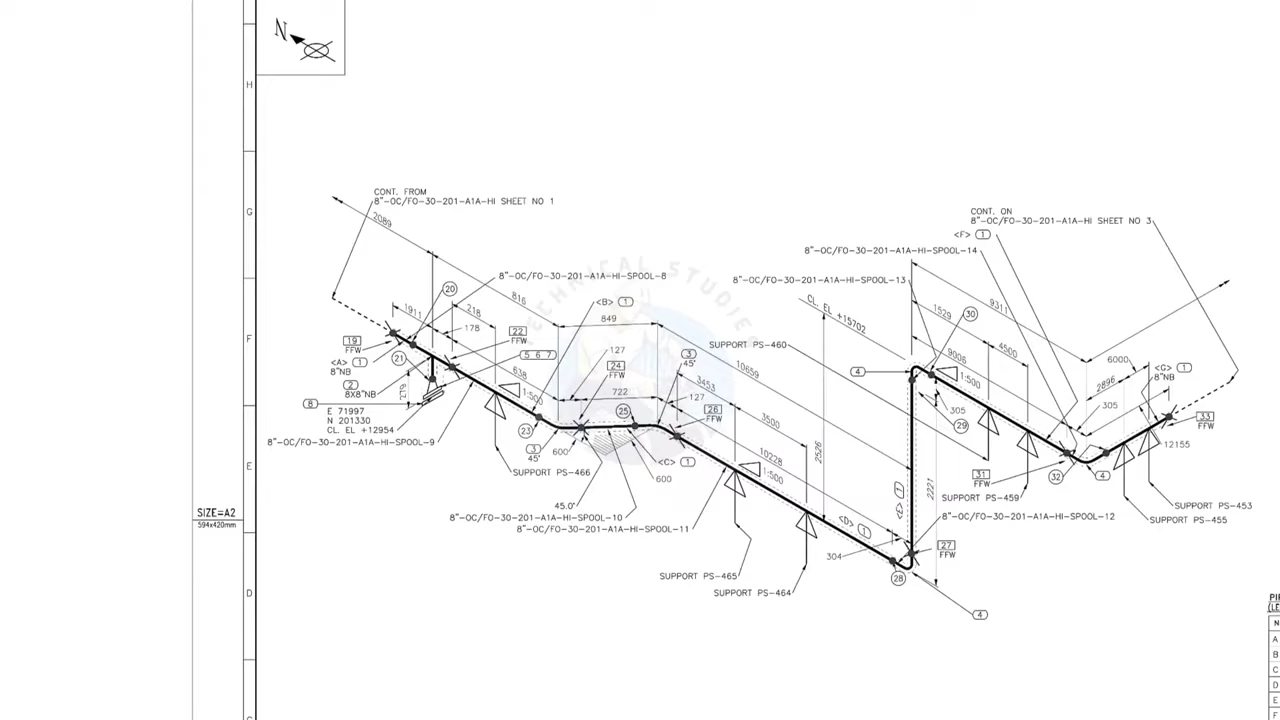 N
H
CONT. FROM
8"-OC/FO-30-201-A1A-HI SHEET NO 1
G
2089
CONT. ON
8"-OC/FO-30-201-A1A-HI SHEET NO 3
<F> 1
8"-OC/FO-30-201-A1A-HI-SPOOL-14
TECHNICAL STUDIES
8"-OC/FO-30-201-A1A-HI-SPOOL-8
8"-OC/FO-30-201-A1A-HI-SPOOL-13
20
816
<B> 1
CL. EL +15702
9311
1911
218
849
1529
30
178
22
FFW
F
19
FFW
SUPPORT PS-460
21
5 6 7
127
3
45°
9006
4500
6000
<A> 1
8"NB
24
FFW
10659
4
<G> 1
8"NB
638
1:500
2
8X8"NB
617
722
3453
1:500
2896
8
127
305
305
E 71997
N 201330
CL. EL +12954
25
26
FFW
3500
29
33
FFW
23
8"-OC/FO-30-201-A1A-HI-SPOOL-9
3
45°
600
2526
12155
<C> 1
10228
1:500
E
SUPPORT PS-466
600
31
FFW
32
4
<E> 1
2221
SUPPORT PS-459
45.0°
SUPPORT PS-453
SIZE=A2
594x420mm
8"-OC/FO-30-201-A1A-HI-SPOOL-10
8"-OC/FO-30-201-A1A-HI-SPOOL-11
<D> 1
8"-OC/FO-30-201-A1A-HI-SPOOL-12
SUPPORT PS-455
304
27
FFW
SUPPORT PS-465
28
SUPPORT PS-464
D
4
N
A
B
C
D
E